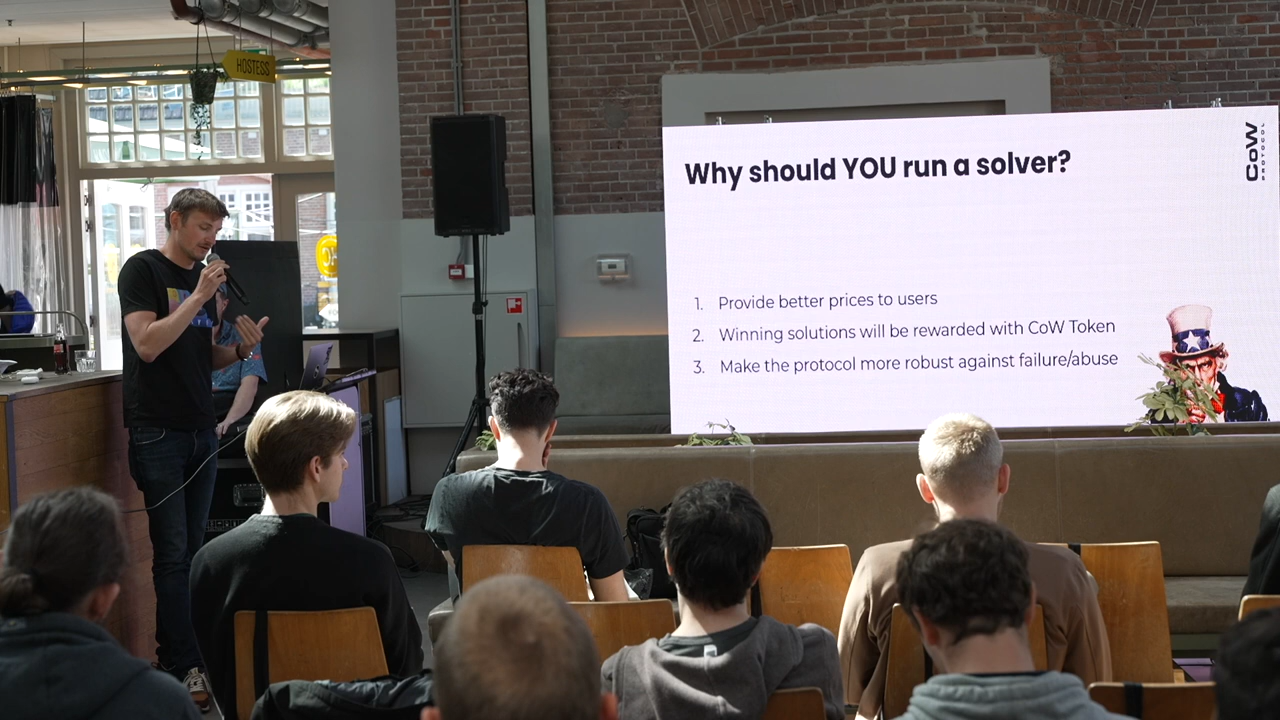 HOSTESS
Why should YOU run a solver?
CoW
PROTOCOL
1. Provide better prices to users
2. Winning solutions will be rewarded with CoW Token
3. Make the protocol more robust against failure/abuse